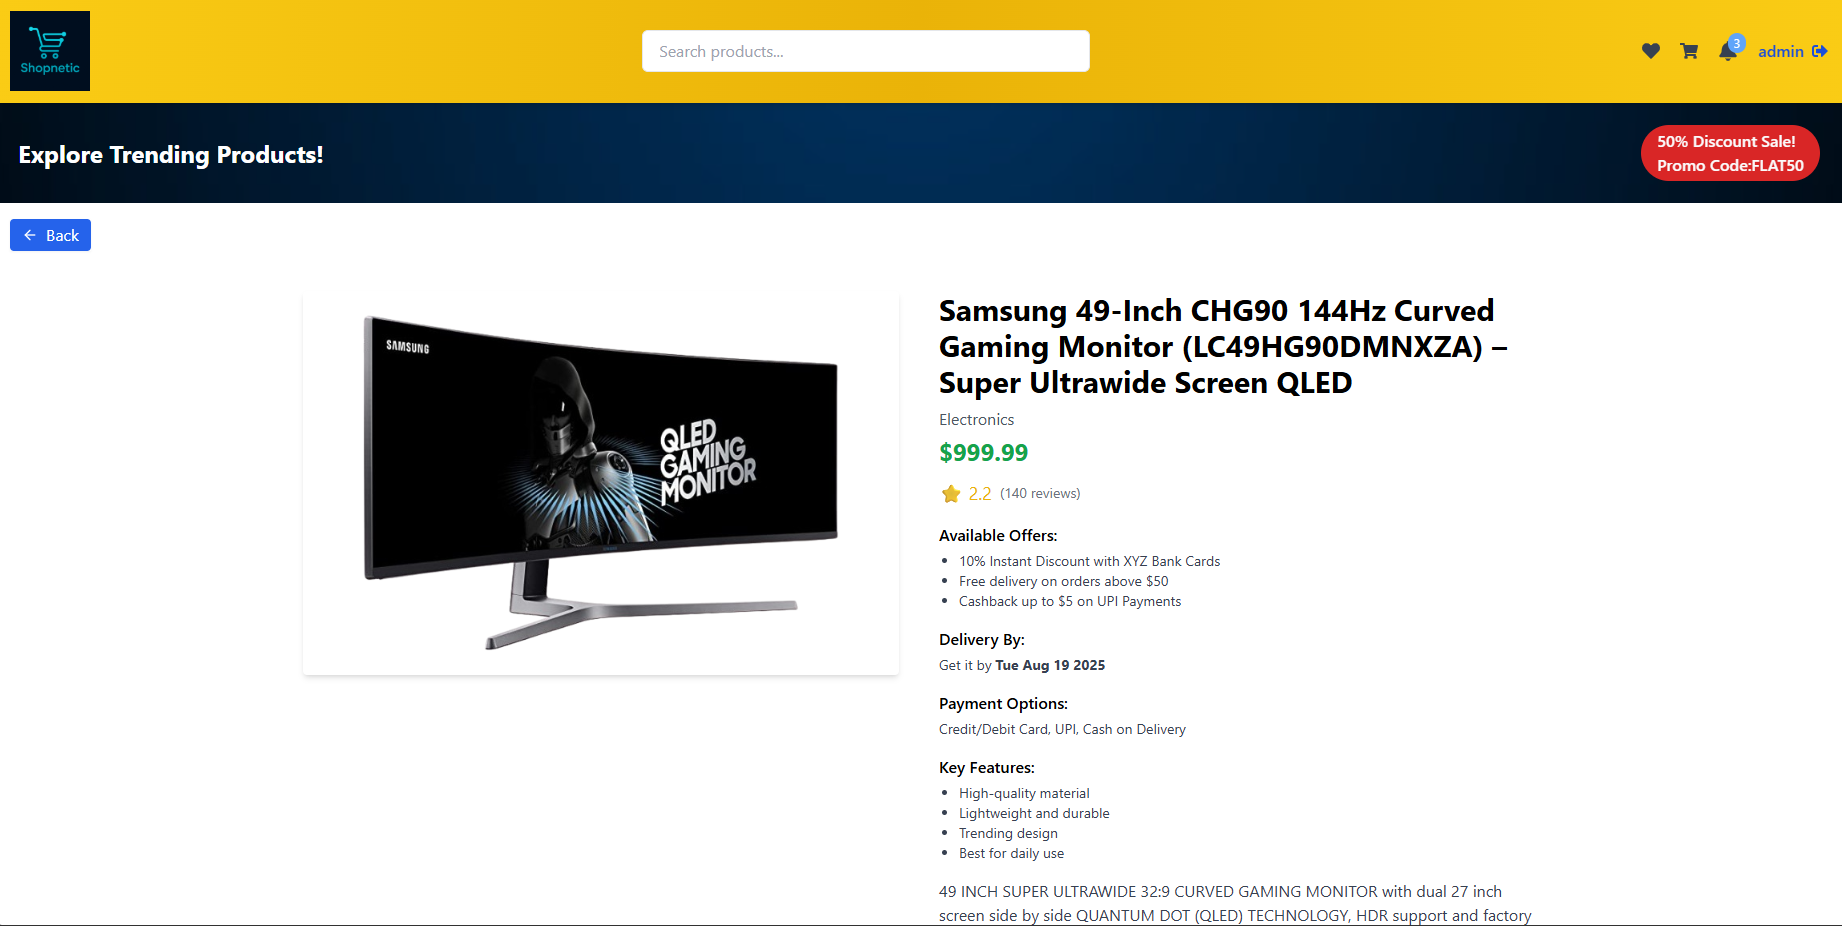 Shopnetic
Search products...
3
admin
Explore Trending Products!
50% Discount Sale!
Promo Code:FLAT50
Back
SAMSUNG
QLED
GAMING
MONITOR
Samsung 49-Inch CHG90 144Hz Curved
Gaming Monitor (LC49HG90DMNXZA) –
Super Ultrawide Screen QLED
Electronics
$999.99
2.2 (140 reviews)
Available Offers:
• 10% Instant Discount with XYZ Bank Cards
• Free delivery on orders above $50
• Cashback up to $5 on UPI Payments
Delivery By:
Get it by Tue Aug 19 2025
Payment Options:
Credit/Debit Card, UPI, Cash on Delivery
Key Features:
• High-quality material
• Lightweight and durable
• Trending design
• Best for daily use
49 INCH SUPER ULTRAWIDE 32:9 CURVED GAMING MONITOR with dual 27 inch
screen side by side QUANTUM DOT (QLED) TECHNOLOGY, HDR support and factory